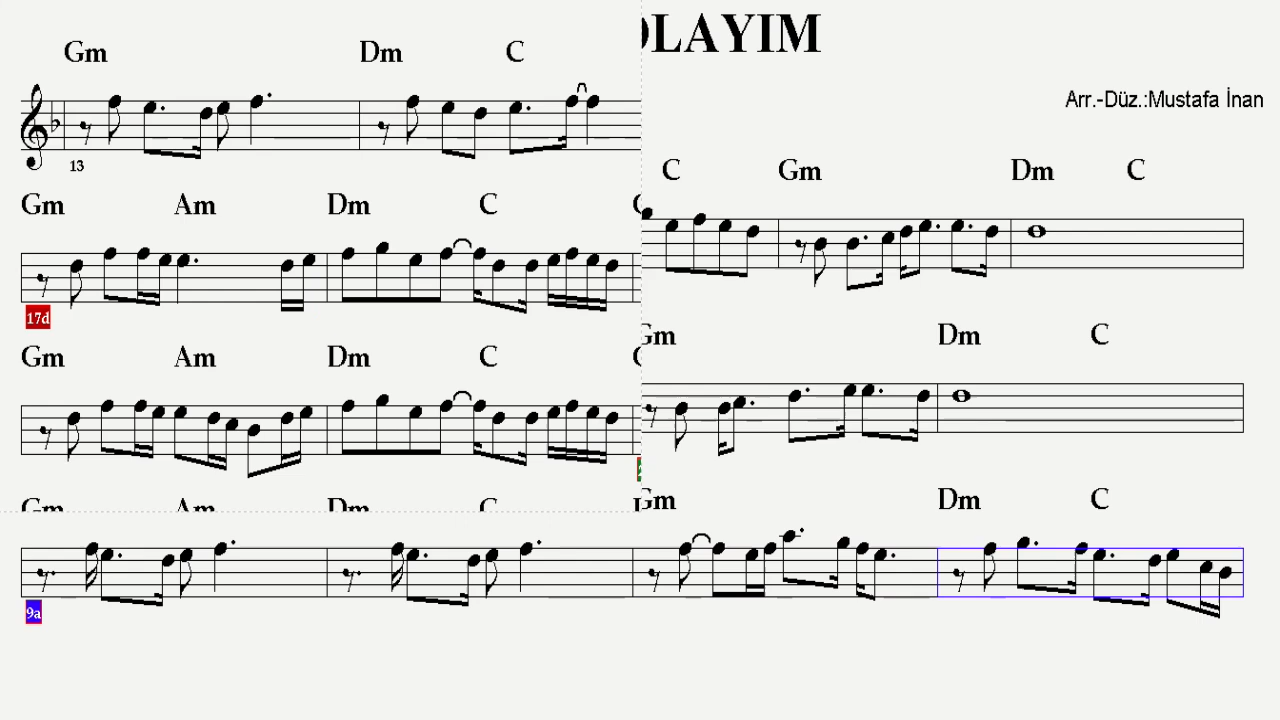 OLAYIM
Arr.-Düz.:Mustafa İnan
Gm Dm C
13
Gm Am Dm C
17d
Gm Am Dm C
Gm Am Dm C
9a
C Gm Dm C
Gm Dm C
Gm Dm C